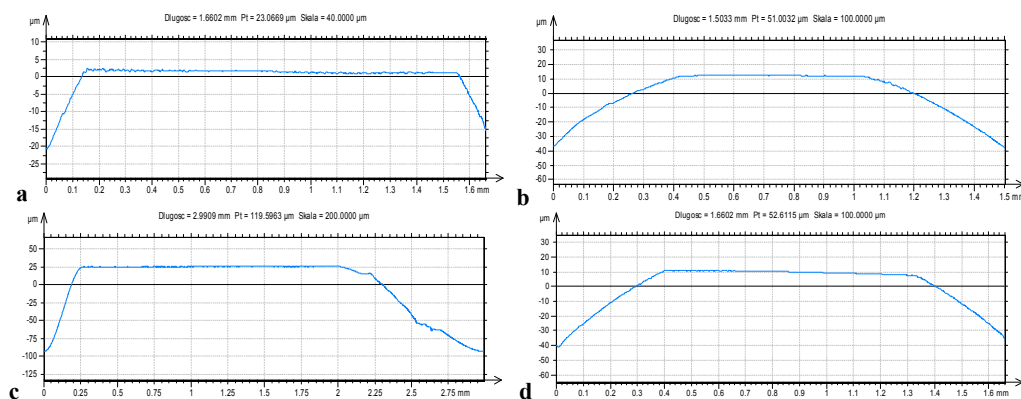 Dlugosc = 1.6602 mm Pt = 23.0669 µm Skala = 40.0000 µm
µm
10
5
0
-5
-10
-15
-20
-25
0 0.1 0.2 0.3 0.4 0.5 0.6 0.7 0.8 0.9 1 1.1 1.2 1.3 1.4 1.5 1.6 mm
a
Dlugosc = 1.5033 mm Pt = 51.0032 µm Skala = 100.0000 µm
µm
30
20
10
0
-10
-20
-30
-40
-50
-60
0 0.1 0.2 0.3 0.4 0.5 0.6 0.7 0.8 0.9 1 1.1 1.2 1.3 1.4 1.5 mm
b
Dlugosc = 2.9909 mm Pt = 119.5963 µm Skala = 200.0000 µm
µm
50
25
0
-25
-50
-75
-100
-125
0 0.25 0.5 0.75 1 1.25 1.5 1.75 2 2.25 2.5 2.75 mm
c
Dlugosc = 1.6602 mm Pt = 52.6115 µm Skala = 100.0000 µm
µm
30
20
10
0
-10
-20
-30
-40
-50
-60
0 0.1 0.2 0.3 0.4 0.5 0.6 0.7 0.8 0.9 1 1.1 1.2 1.3 1.4 1.5 1.6 mm
d